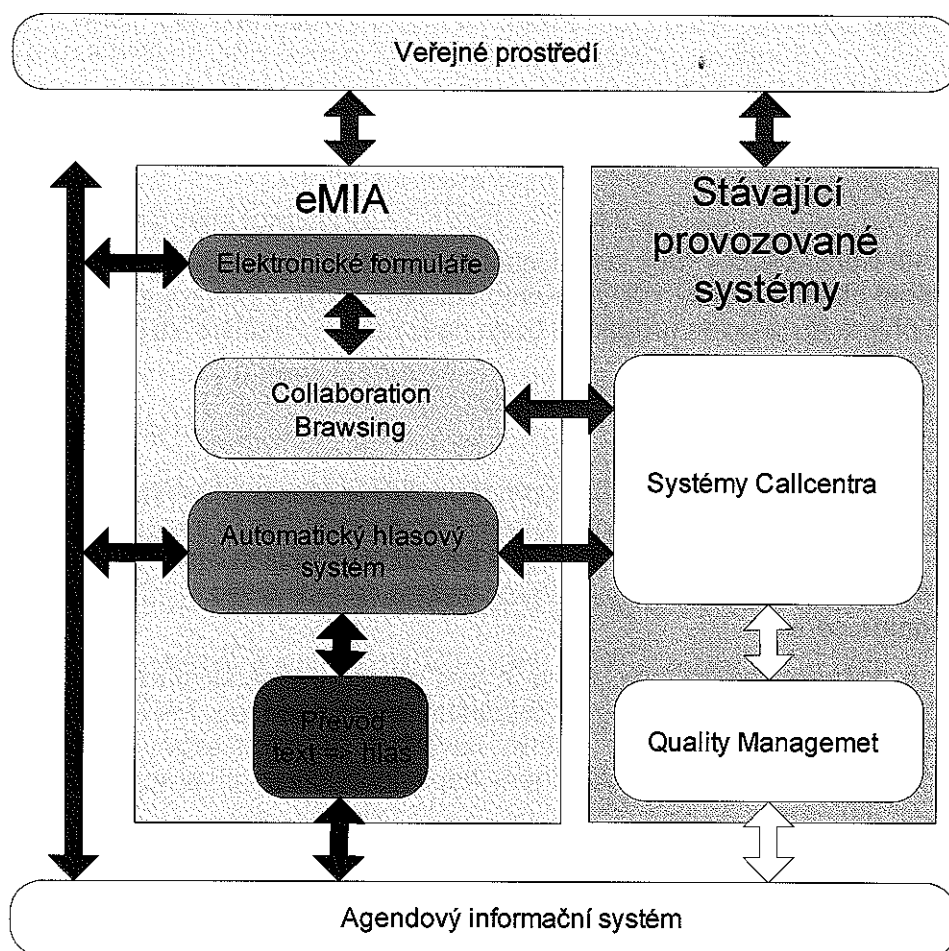 Veřejné prostředí
eMIA
Elektronické formuláře
Collaboration
Brawsing
Automatický hlasový
systém
Převod
text => hlas
Stávající
provozované
systémy
Systémy Callcentra
Quality Managemet
Agendový informační systém